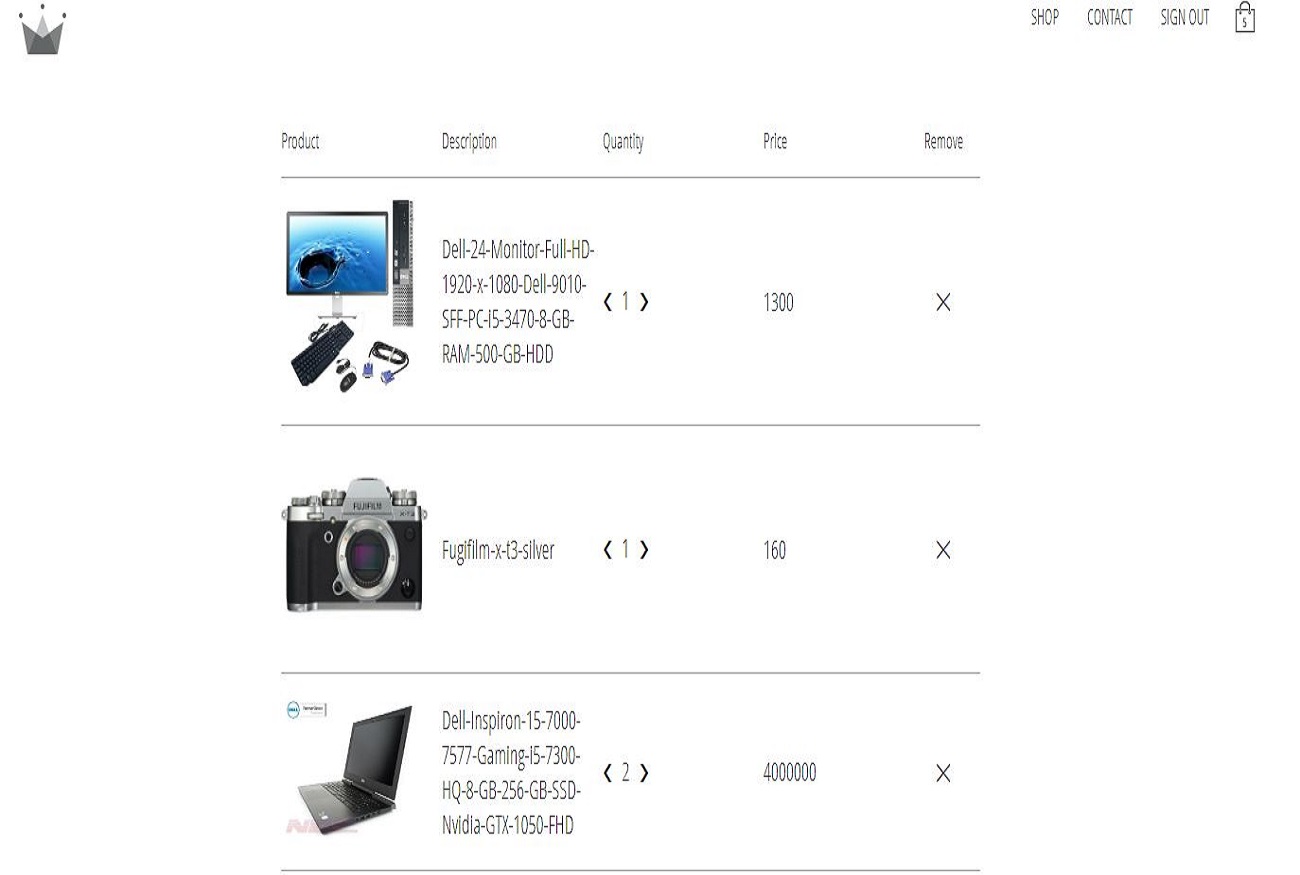 SHOP CONTACT SIGN OUT
5
Product Description Quantity Price Remove
Dell-24-Monitor-Full-HD-
1920-x-1080-Dell-9010-
SFF-PC-I5-3470-8-GB-
RAM-500-GB-HDD
1
1300
FUJIFILM
X-T3
Fugifilm-x-t3-silver
1
160
DELL
Dell-Inspiron-15-7000-
7577-Gaming-i5-7300-
HQ-8-GB-256-GB-SSD-
Nvidia-GTX-1050-FHD
2
4000000